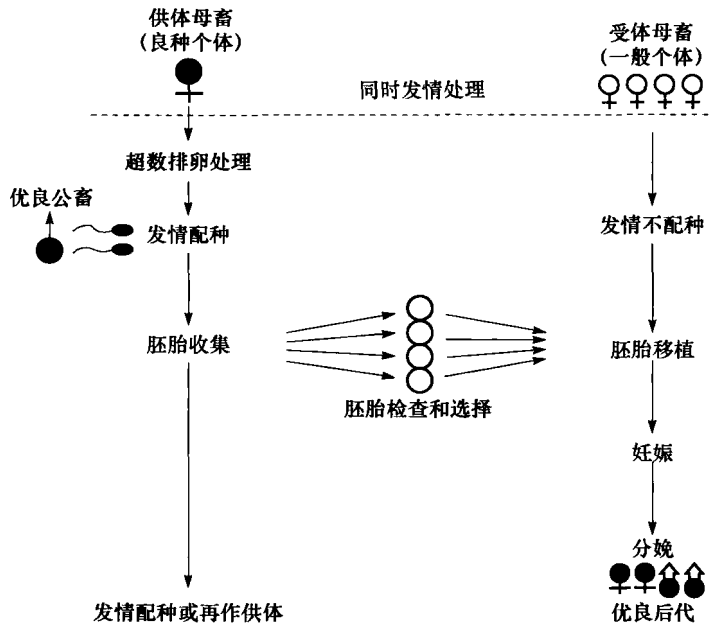 供体母畜
(良种个体)
受体母畜
(一般个体)
同时发情处理
超数排卵处理
优良公畜
发情配种
发情不配种
胚胎收集
胚胎移植
胚胎检查和选择
妊娠
分娩
发情配种或再作供体
优良后代